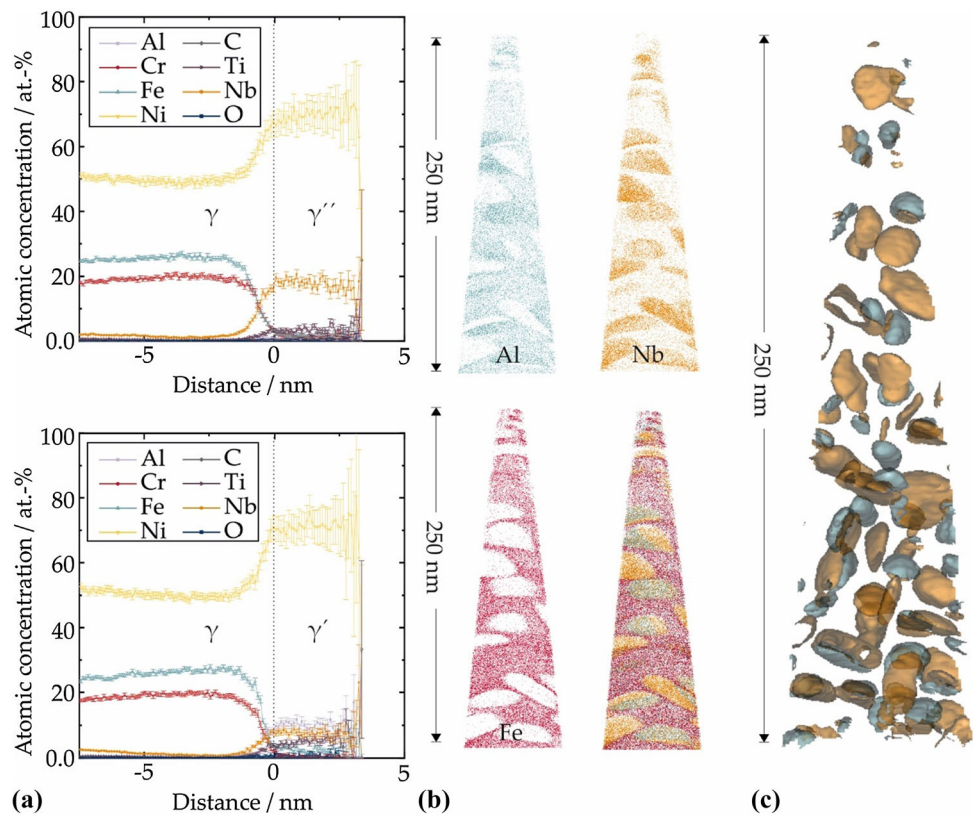 Atomic concentration / at.-%
100
80
60
40
20
0.0
Al C
Cr Ti
Fe Nb
Ni O
γ γ´´
-5 0 5
Distance / nm
250 nm
Al
Nb
250 nm
Atomic concentration / at.-%
100
80
60
40
20
0.0
Al C
Cr Ti
Fe Nb
Ni O
γ γ´
-5 0 5
Distance / nm
250 nm
Fe
(a) (b) (c)